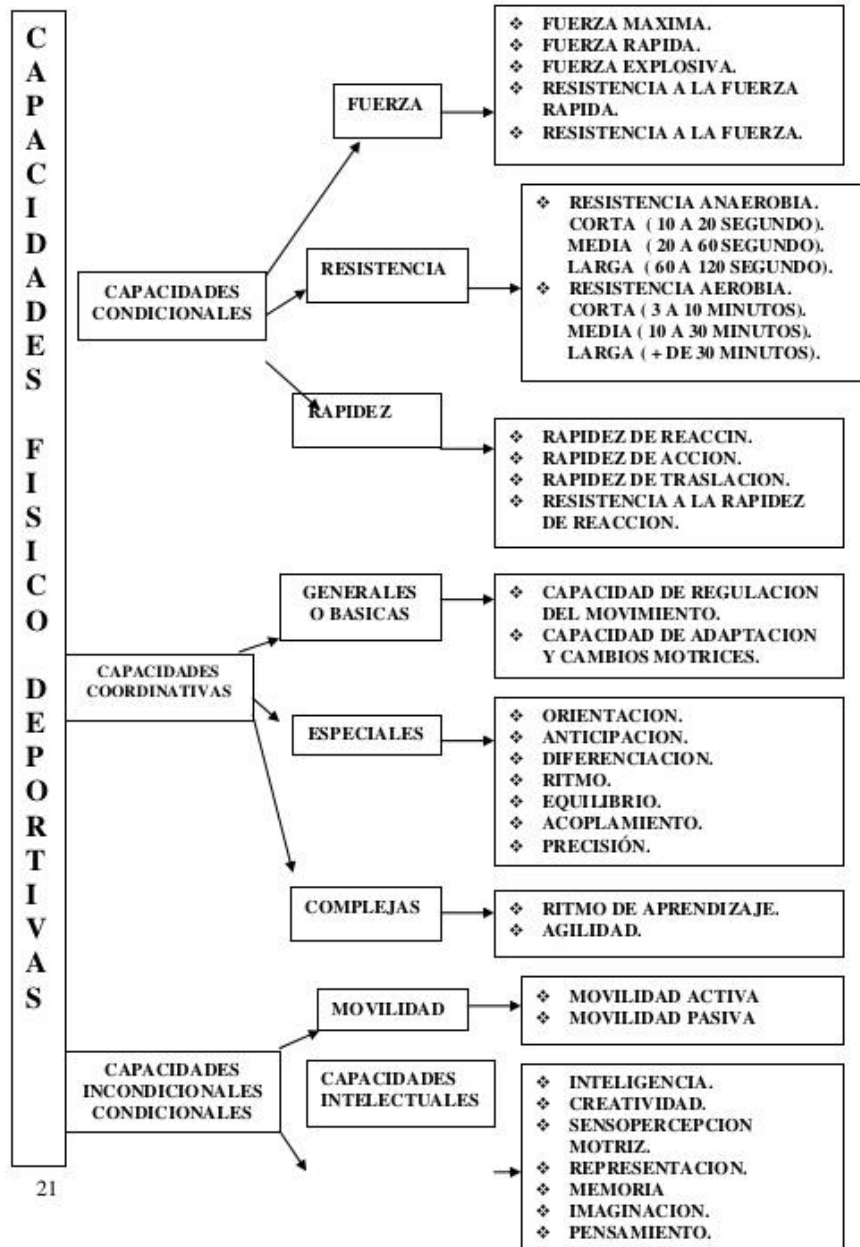 CAPACIDADES FISICO DEPORTIVAS
CAPACIDADES
CONDICIONALES
FUERZA
❖ FUERZA MAXIMA.
❖ FUERZA RAPIDA.
❖ FUERZA EXPLOSIVA.
❖ RESISTENCIA A LA FUERZA
RAPIDA.
❖ RESISTENCIA A LA FUERZA.
RESISTENCIA
❖ RESISTENCIA ANAEROBIA.
CORTA ( 10 A 20 SEGUNDO).
MEDIA ( 20 A 60 SEGUNDO).
LARGA ( 60 A 120 SEGUNDO).
❖ RESISTENCIA AEROBIA.
CORTA ( 3 A 10 MINUTOS).
MEDIA ( 10 A 30 MINUTOS).
LARGA ( + DE 30 MINUTOS).
RAPIDEZ
❖ RAPIDEZ DE REACCIN.
❖ RAPIDEZ DE ACCION.
❖ RAPIDEZ DE TRASLACION.
❖ RESISTENCIA A LA RAPIDEZ
DE REACCION.
CAPACIDADES
COORDINATIVAS
GENERALES
O BASICAS
❖ CAPACIDAD DE REGULACION
DEL MOVIMIENTO.
❖ CAPACIDAD DE ADAPTACION
Y CAMBIOS MOTRICES.
ESPECIALES
❖ ORIENTACION.
❖ ANTICIPACION.
❖ DIFERENCIACION.
❖ RITMO.
❖ EQUILIBRIO.
❖ ACOPLAMIENTO.
❖ PRECISIÓN.
COMPLEJAS
❖ RITMO DE APRENDIZAJE.
❖ AGILIDAD.
CAPACIDADES
INCONDICIONALES
CONDICIONALES
MOVILIDAD
❖ MOVILIDAD ACTIVA
❖ MOVILIDAD PASIVA
CAPACIDADES
INTELECTUALES
❖ INTELIGENCIA.
❖ CREATIVIDAD.
❖ SENSOPERCEPCION
MOTRIZ.
❖ REPRESENTACION.
❖ MEMORIA
❖ IMAGINACION.
❖ PENSAMIENTO.
21